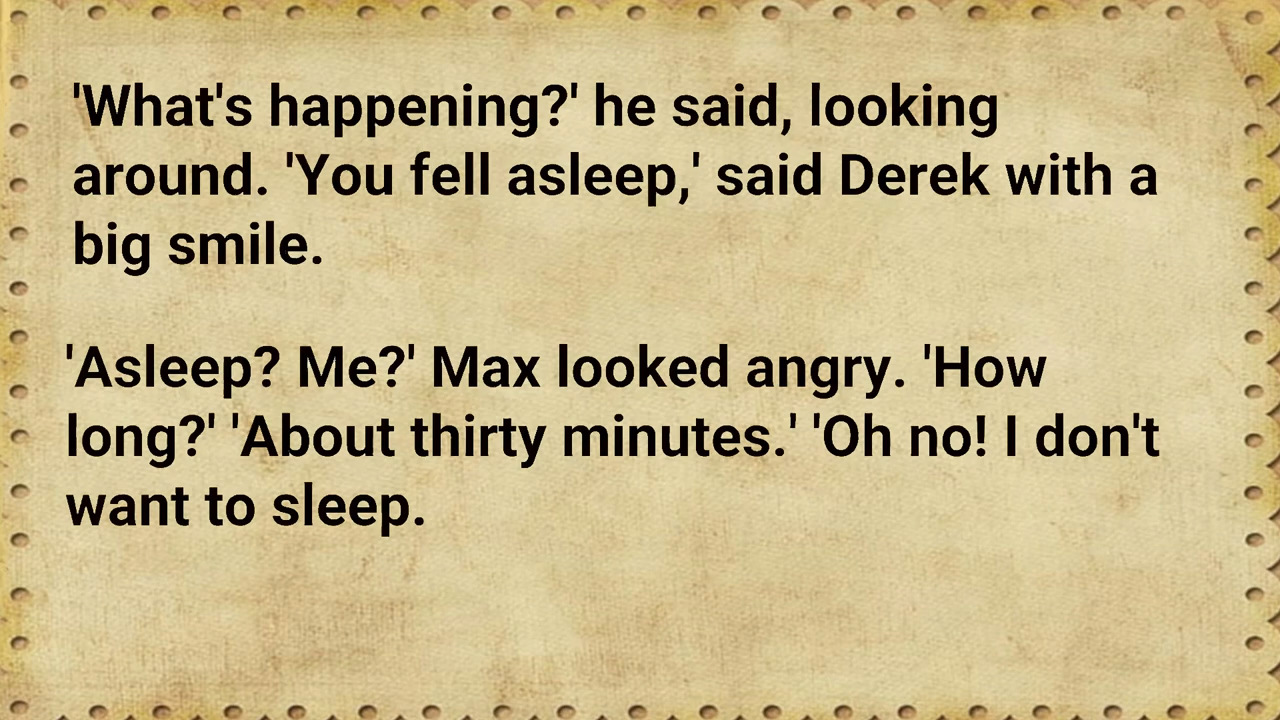 'What's happening?' he said, looking
around. 'You fell asleep,' said Derek with a
big smile.
'Asleep? Me?' Max looked angry. 'How
long?' 'About thirty minutes.' 'Oh no! I don't
want to sleep.